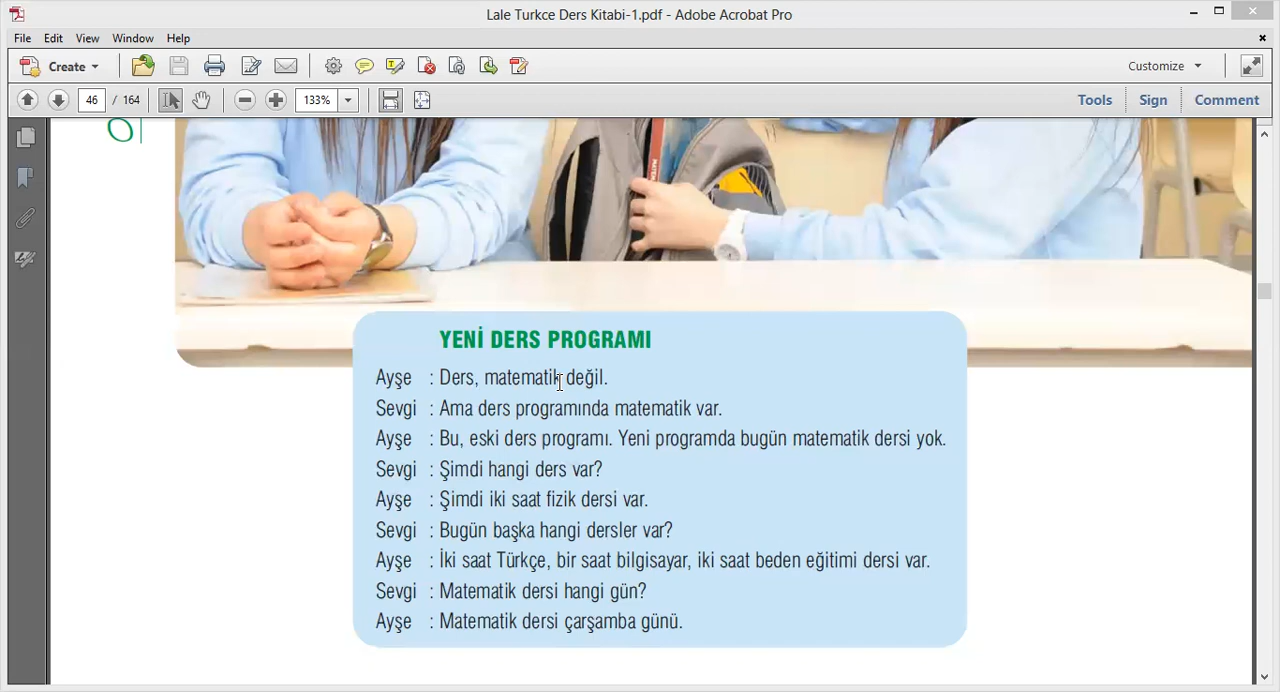 Lale Turkce Ders Kitabi-1.pdf - Adobe Acrobat Pro
File Edit View Window Help
Create Customize
46 / 164 133% Tools Sign Comment
YENİ DERS PROGRAMI
Ayşe : Ders, matematik değil.
Sevgi : Ama ders programında matematik var.
Ayşe : Bu, eski ders programı. Yeni programda bugün matematik dersi yok.
Sevgi : Şimdi hangi ders var?
Ayşe : Şimdi iki saat fizik dersi var.
Sevgi : Bugün başka hangi dersler var?
Ayşe : İki saat Türkçe, bir saat bilgisayar, iki saat beden eğitimi dersi var.
Sevgi : Matematik dersi hangi gün?
Ayşe : Matematik dersi çarşamba günü.